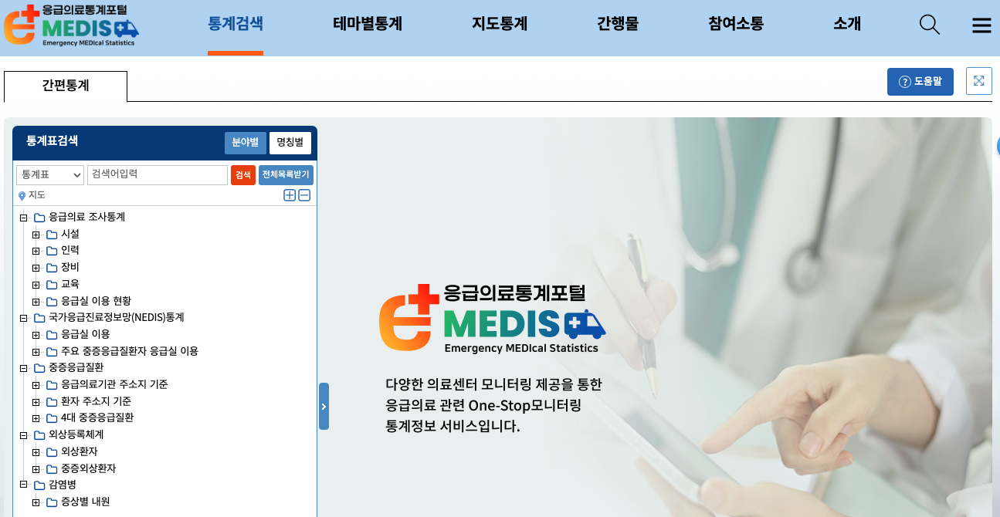 응급의료통계포털
MEDIS
Emergency MEDIcal Statistics
통계검색
테마별통계
지도통계
간행물
참여소통
소개
간편통계
? 도움말
통계표검색
분야별
명칭별
통계표
검색어입력
검색
전체목록받기
지도
응급의료 조사통계
시설
인력
장비
교육
응급실 이용 현황
국가응급진료정보망(NEDIS)통계
응급실 이용
주요 중증응급질환자 응급실 이용
중증응급질환
응급의료기관 주소지 기준
환자 주소지 기준
4대 중증응급질환
외상등록체계
외상환자
중증외상환자
감염병
증상별 내원
응급의료통계포털
MEDIS
Emergency MEDIcal Statistics
다양한 의료센터 모니터링 제공을 통한
응급의료 관련 One-Stop모니터링
통계정보 서비스입니다.